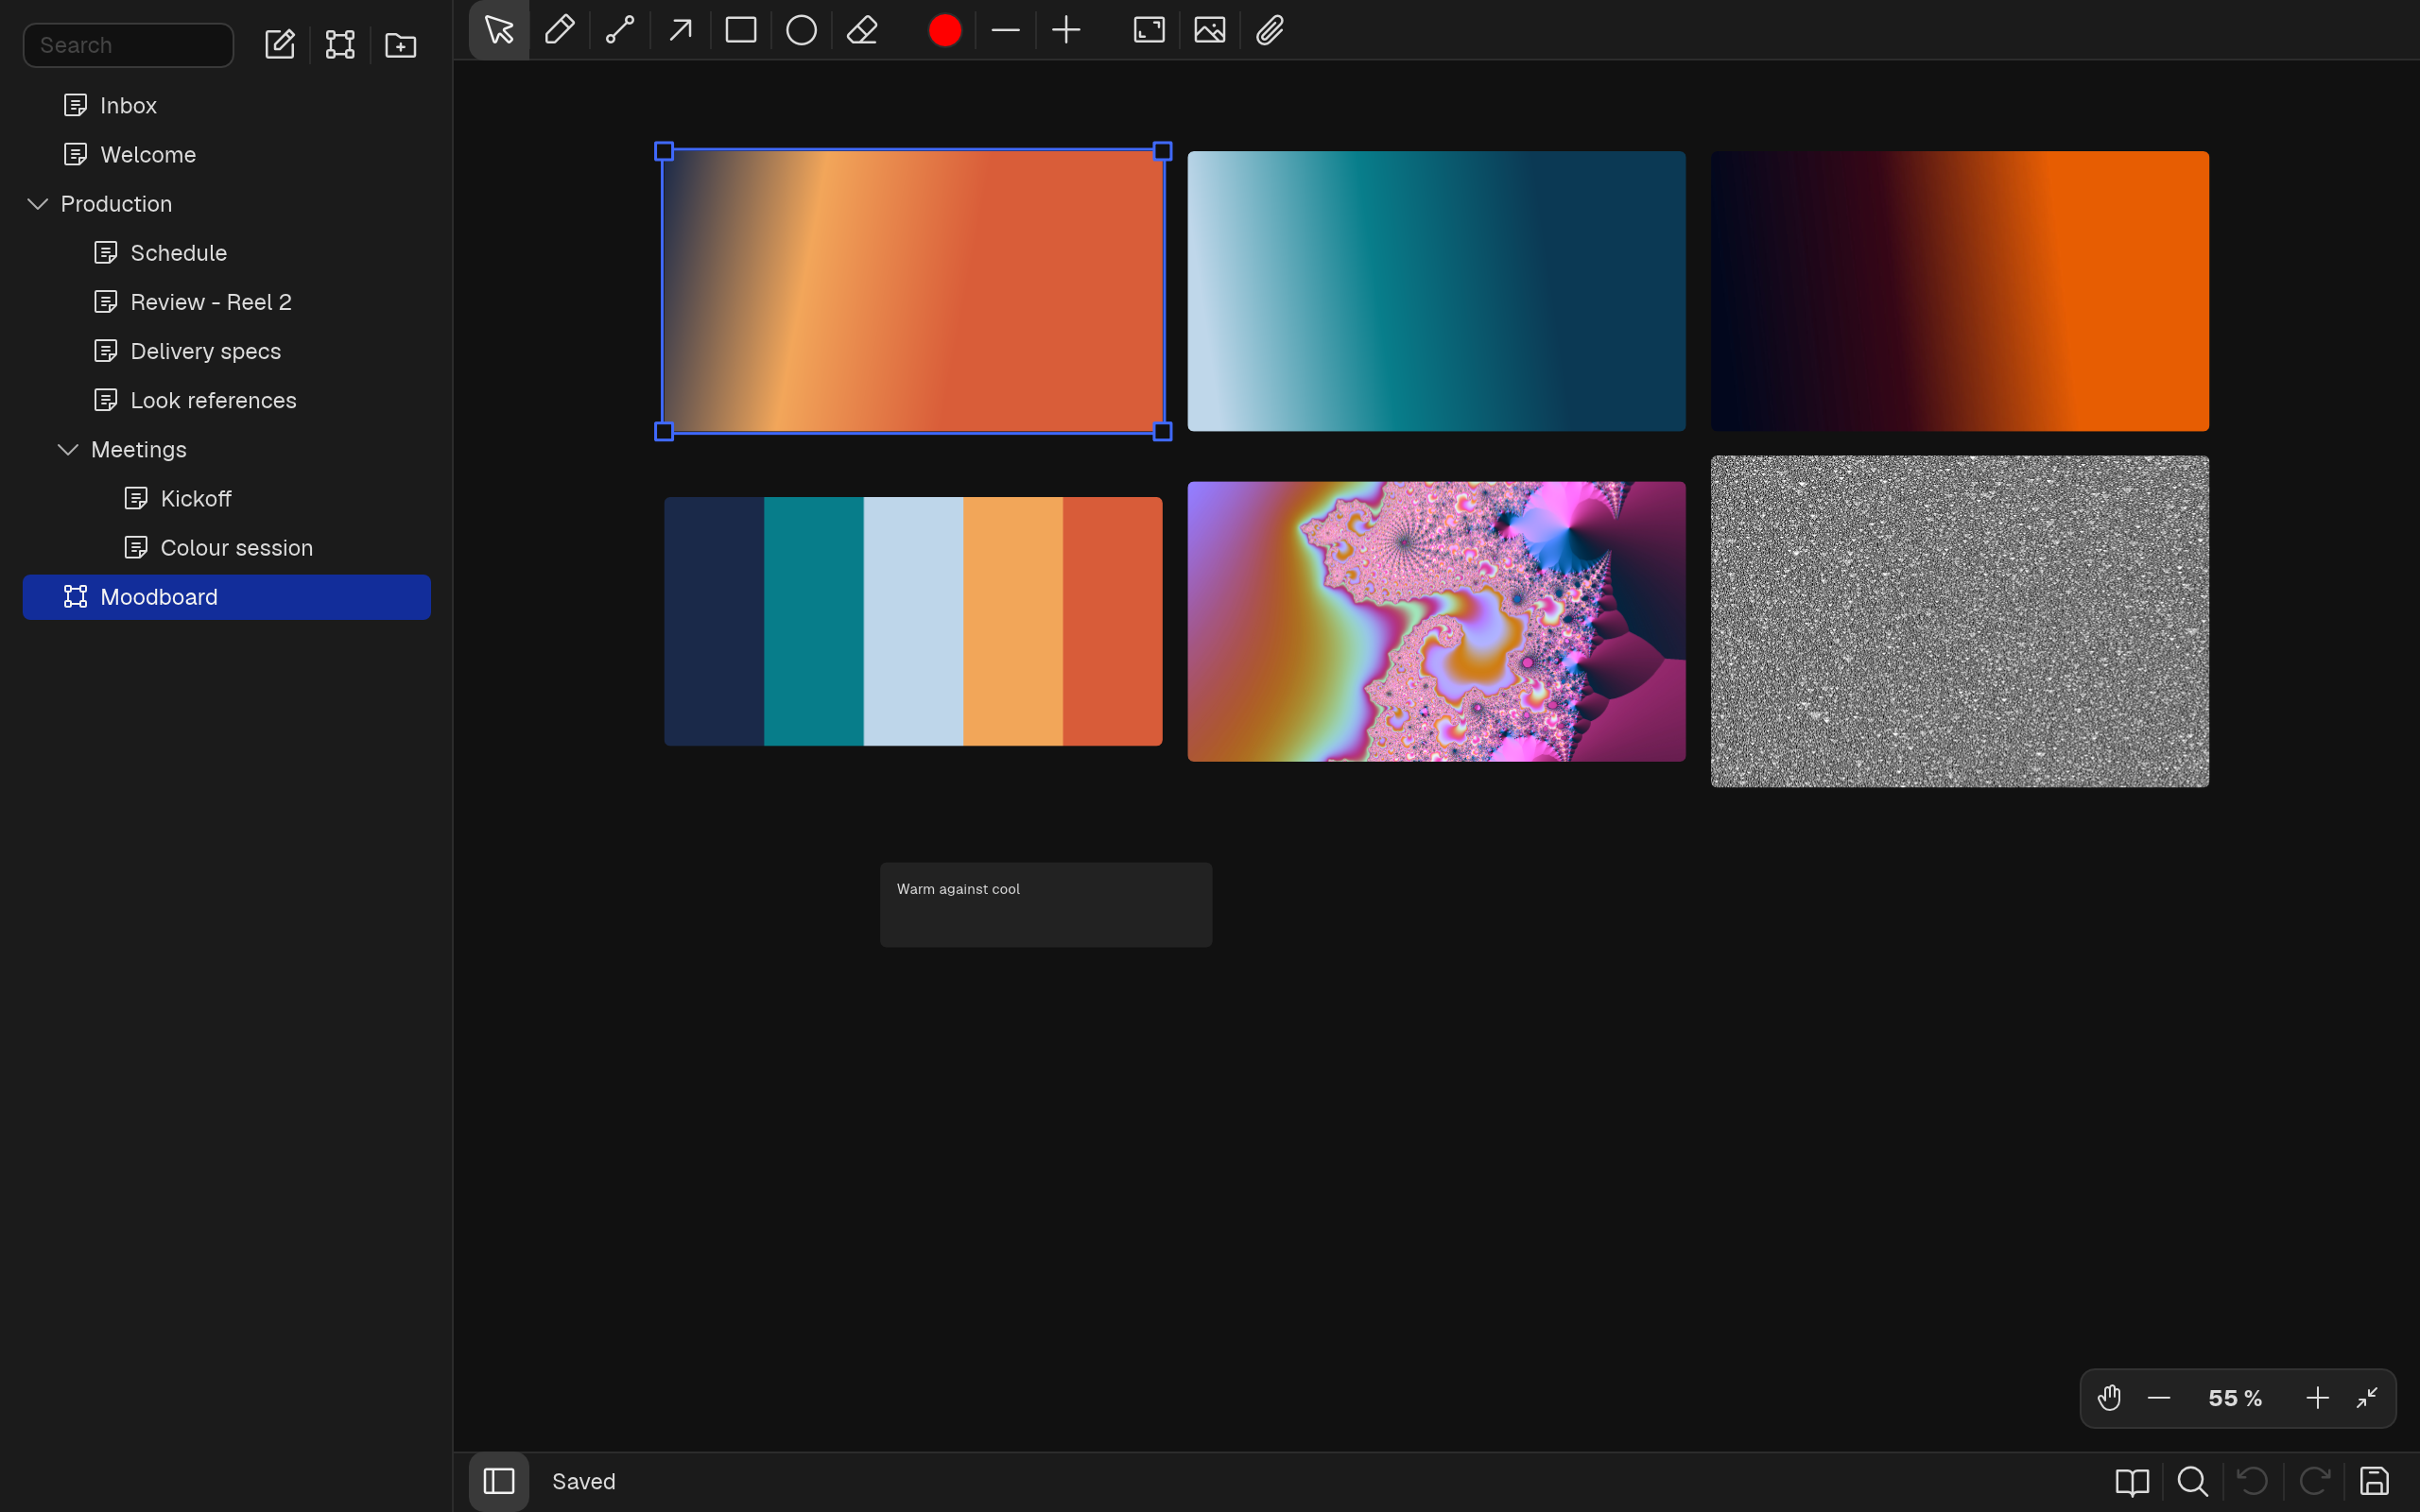 Search
Inbox
Welcome
Production
Schedule
Review - Reel 2
Delivery specs
Look references
Meetings
Kickoff
Colour session
Moodboard
Warm against cool
55 %
Saved